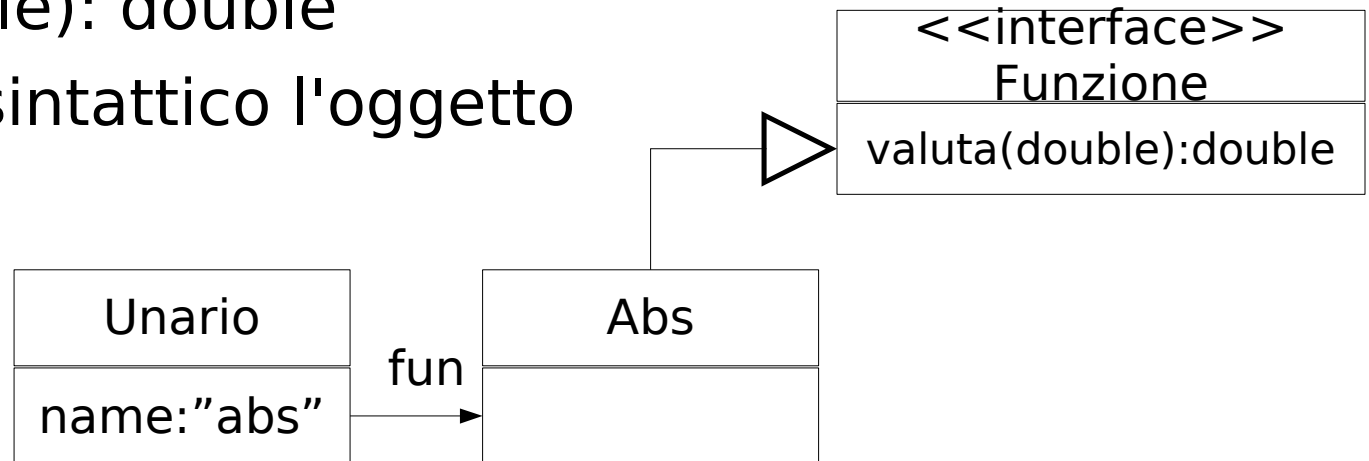 le): double
sintattico l'oggetto
<<interface>>
Funzione
valuta(double):double
Unario
Abs
fun
name:”abs”